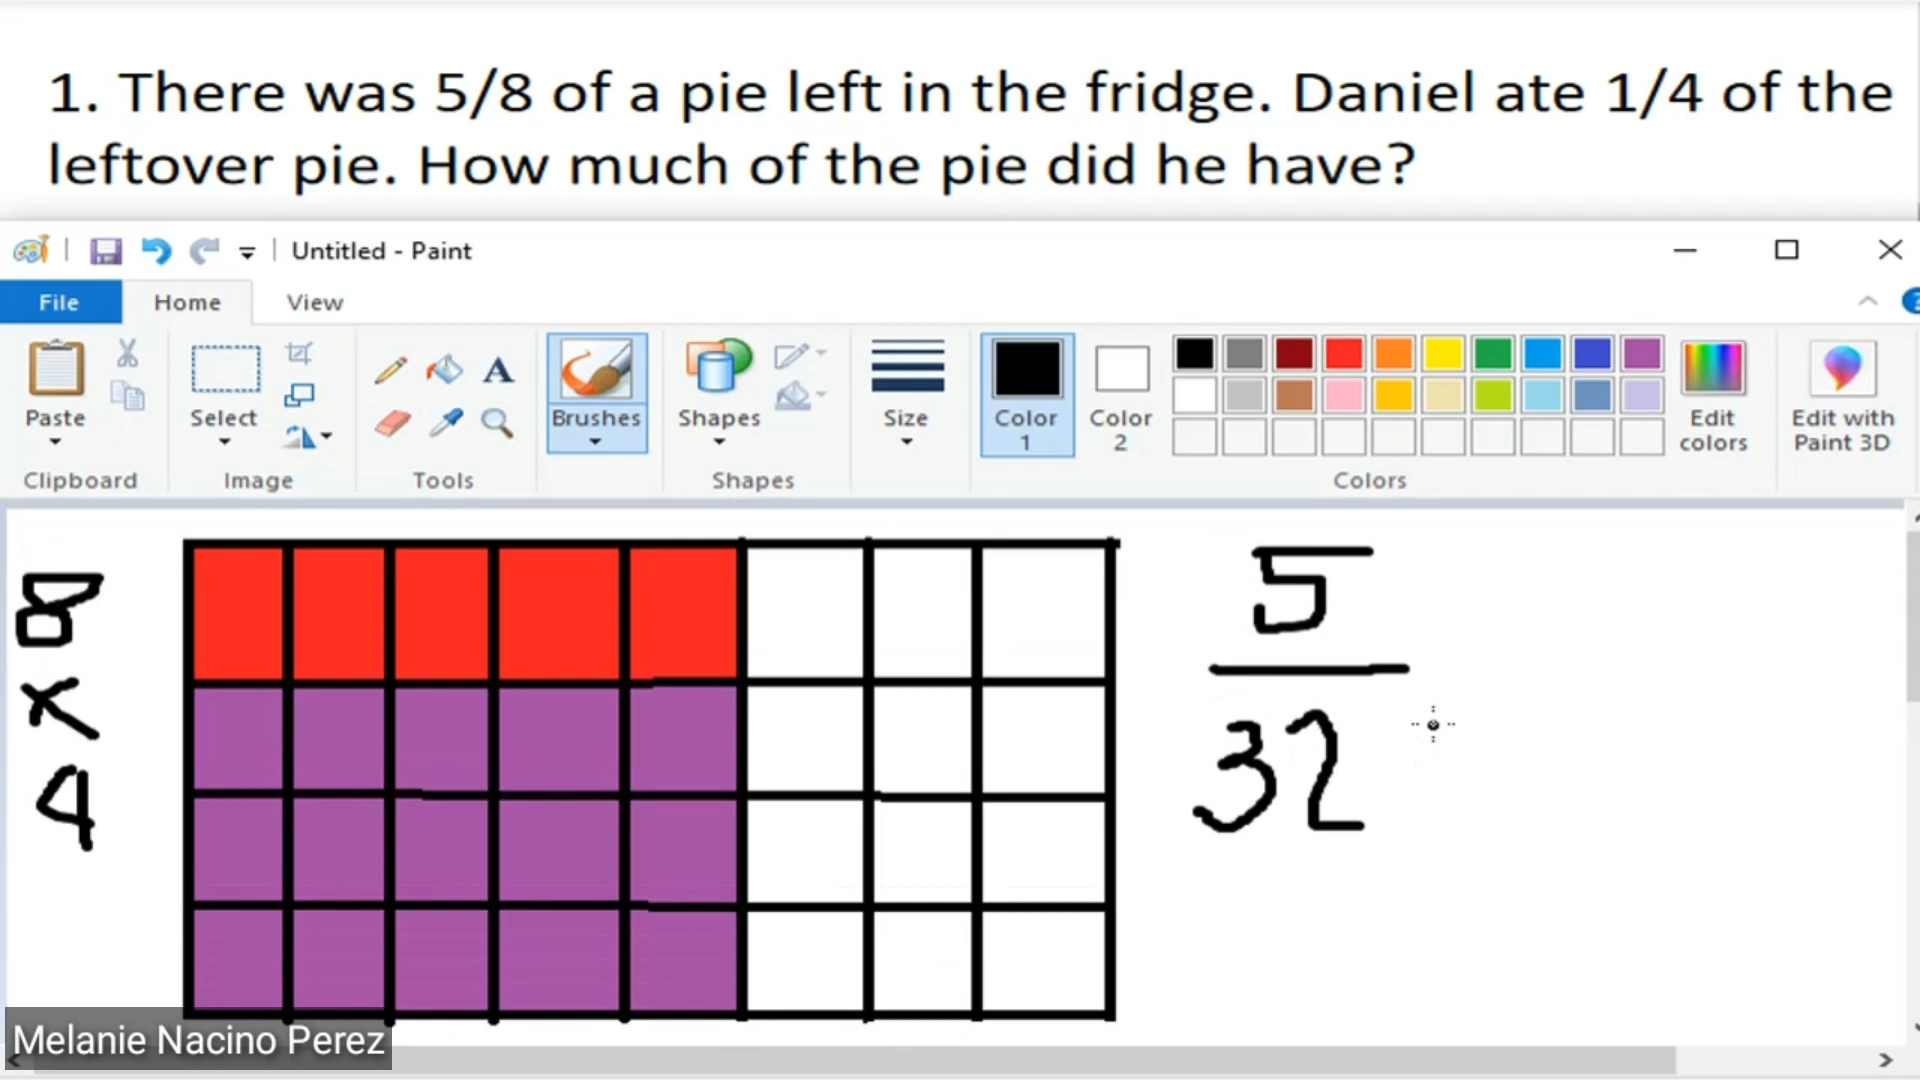 1. There was 5/8 of a pie left in the fridge. Daniel ate 1/4 of the
leftover pie. How much of the pie did he have?
Untitled - Paint
File Home View
Paste
Select
Brushes
Shapes
Size
Color
1
Color
2
Edit
colors
Edit with
Paint 3D
Clipboard
Image
Tools
Shapes
Colors
8
×
4
5
32
Melanie Nacino Perez